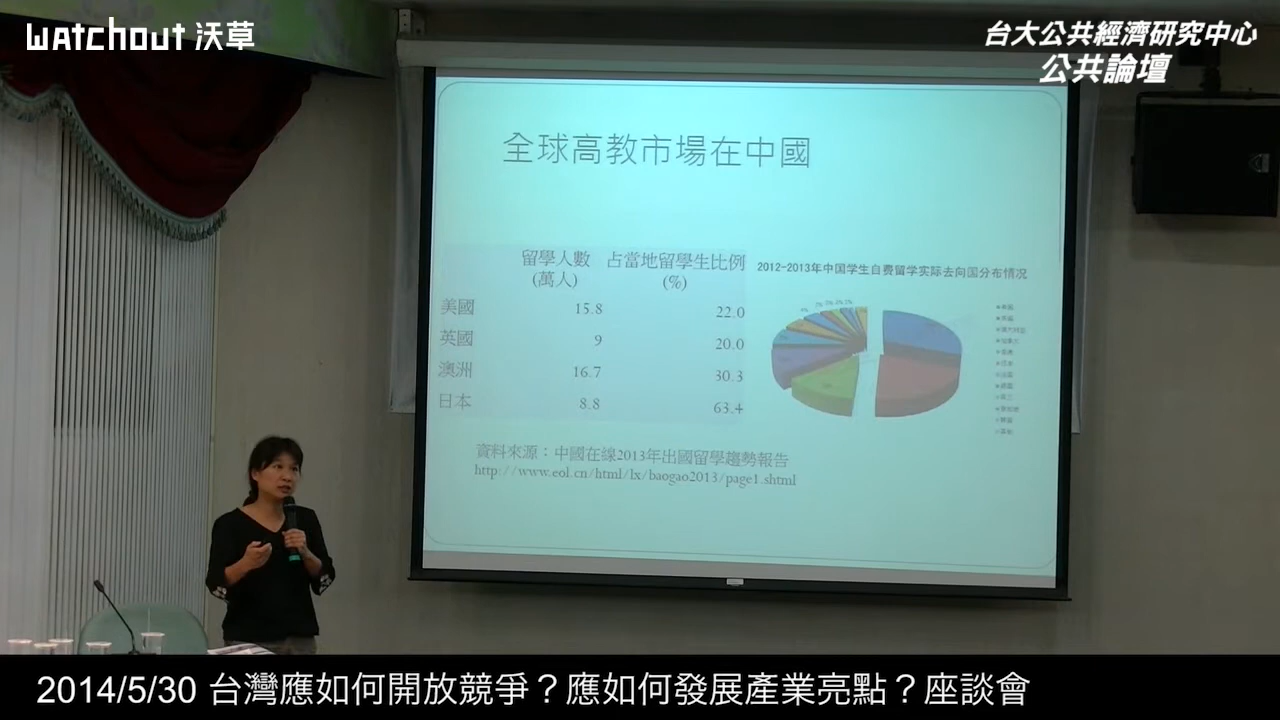 WATCHOUT 沃草
台大公共經濟研究中心
公共論壇
全球高教市場在中國
留學人數 占當地留學生比例
(萬人) (%)
美國 15.8 22.0
英國 9 20.0
澳洲 16.7 30.3
日本 8.8 63.4
2012-2013年中国学生自费留学实际去向国分布情况
資料來源：中國在線2013年出國留學趨勢報告
http://www.eol.cn/html/lx/baogao2013/page1.shtml
2014/5/30 台灣應如何開放競爭？應如何發展產業亮點？座談會